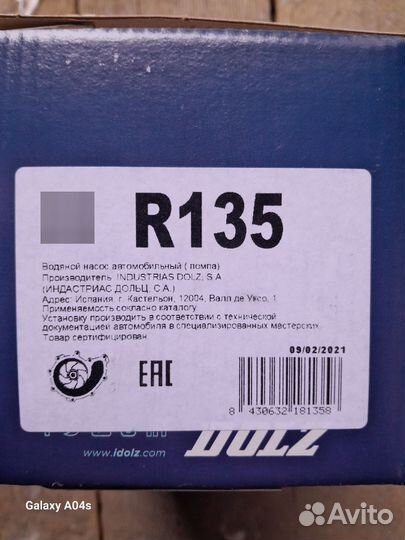 R135
Водяной насос автомобильный ( помпа)
Производитель: INDUSTRIAS DOLZ, S.A
(ИНДАСТРИАС ДОЛЬЦ, С.А.)
Адрес: Испания, г. Кастельон, 12004, Валл де Уксо, 1
Применяемость согласно каталогу
Установку производить в соответствии с технической
документацией автомобиля в специализированных мастерских.
Товар сертифицирован
09/02/2021
EAC
8 430632 181358
www.idolz.com
DOLZ
Galaxy A04s
Avito